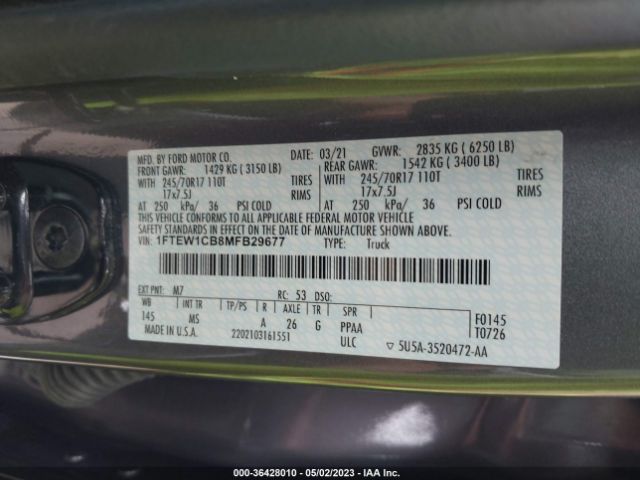 MFD. BY FORD MOTOR CO. DATE: 03/21 GVWR: 2835 KG ( 6250 LB)
FRONT GAWR: 1429 KG ( 3150 LB) REAR GAWR: 1542 KG ( 3400 LB)
WITH 245/70R17 110T TIRES WITH 245/70R17 110T TIRES
17x7.5J RIMS 17x7.5J RIMS
AT 250 kPa/ 36 PSI COLD AT 250 kPa/ 36 PSI COLD
THIS VEHICLE CONFORMS TO ALL APPLICABLE FEDERAL MOTOR VEHICLE
SAFETY STANDARDS IN EFFECT ON THE DATE OF MANUFACTURE SHOWN ABOVE.
VIN: 1FTEW1CB8MFB29677 TYPE: Truck
EXT PNT: M7 RC: 53 DSO:
WB INT TR TP/PS R AXLE TR SPR F0145
145 MS A 26 G PPAA T0726
MADE IN U.S.A. 2202103161551 ULC ▽ 5U5A-3520472-AA
000-36428010 - 05/02/2023 - IAA Inc.